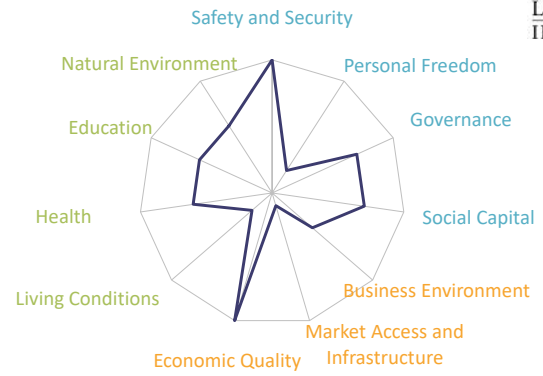 Safety and Security
Natural Environment
Personal Freedom
Education
Governance
Health
Social Capital
Living Conditions
Business Environment
Economic Quality
Market Access and
Infrastructure